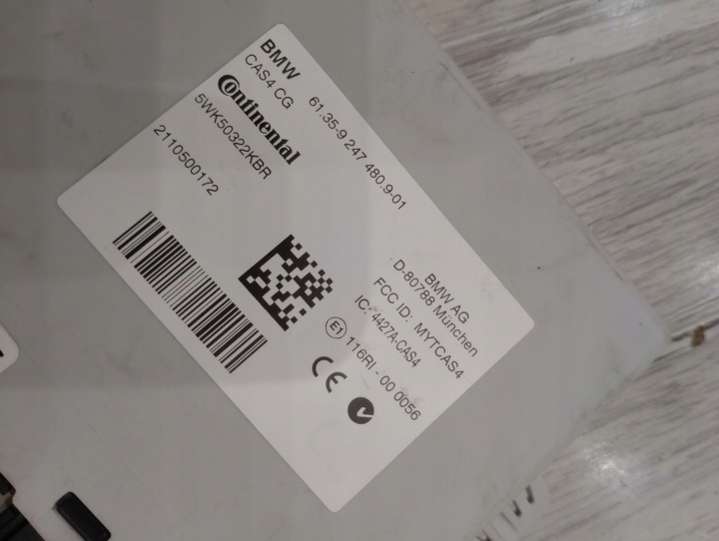 BMW
CAS4 CG
61.35-9 247 480.9-01
Continental
5WK50322KBR
2110500172
BMW AG
D-80788 München
FCC ID: MYTCAS4
IC: 4427A-CAS4
E1 116RI - 00 0056
CE